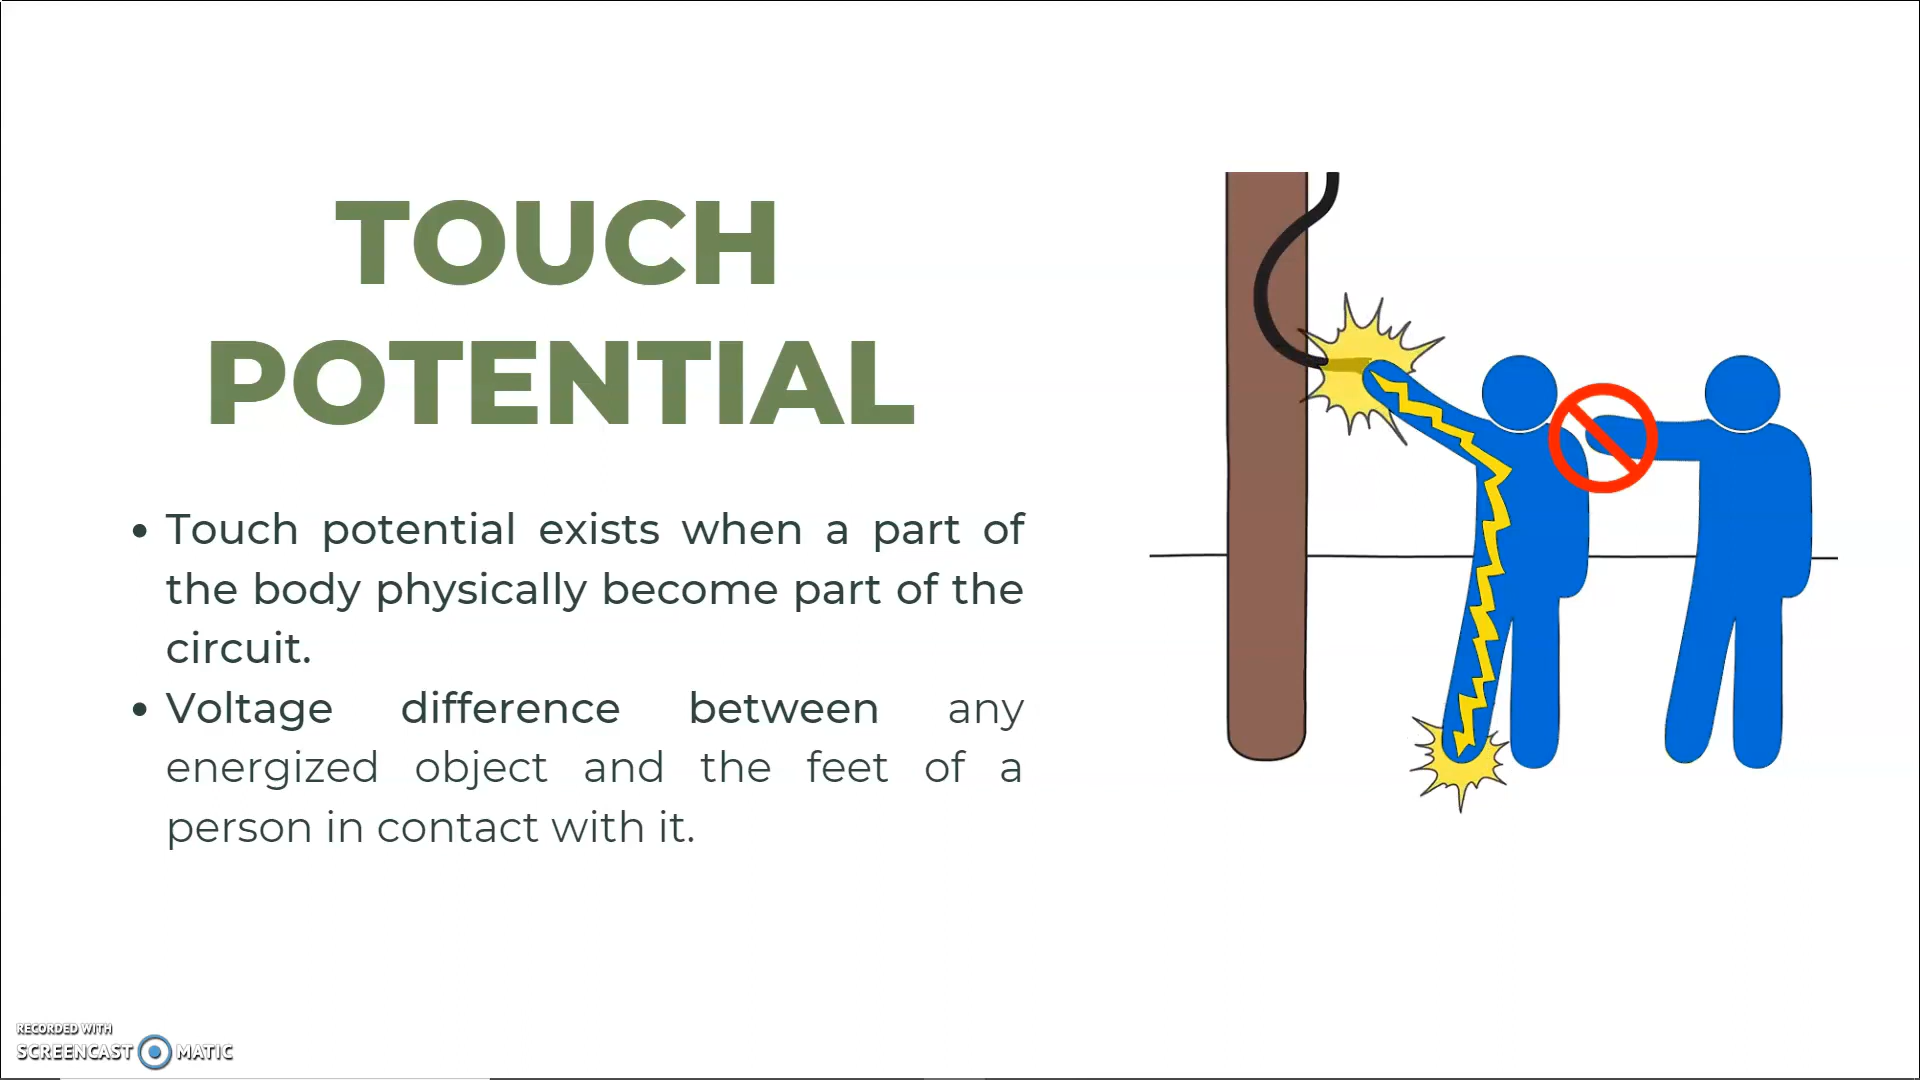 TOUCH
POTENTIAL
• Touch potential exists when a part of
the body physically become part of the
circuit.
• Voltage difference between any
energized object and the feet of a
person in contact with it.
RECORDED WITH
SCREENCAST MATIC